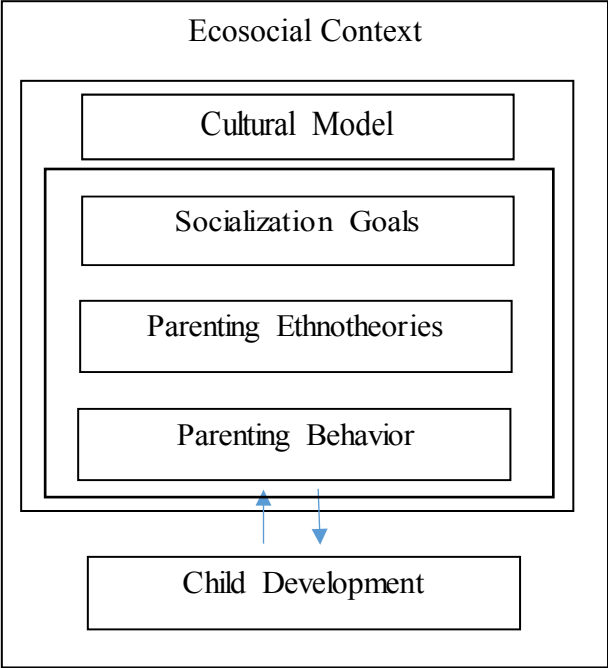 Ecosocial Context
Cultural Model
Socialization Goals
Parenting Ethnotheories
Parenting Behavior
Child Development